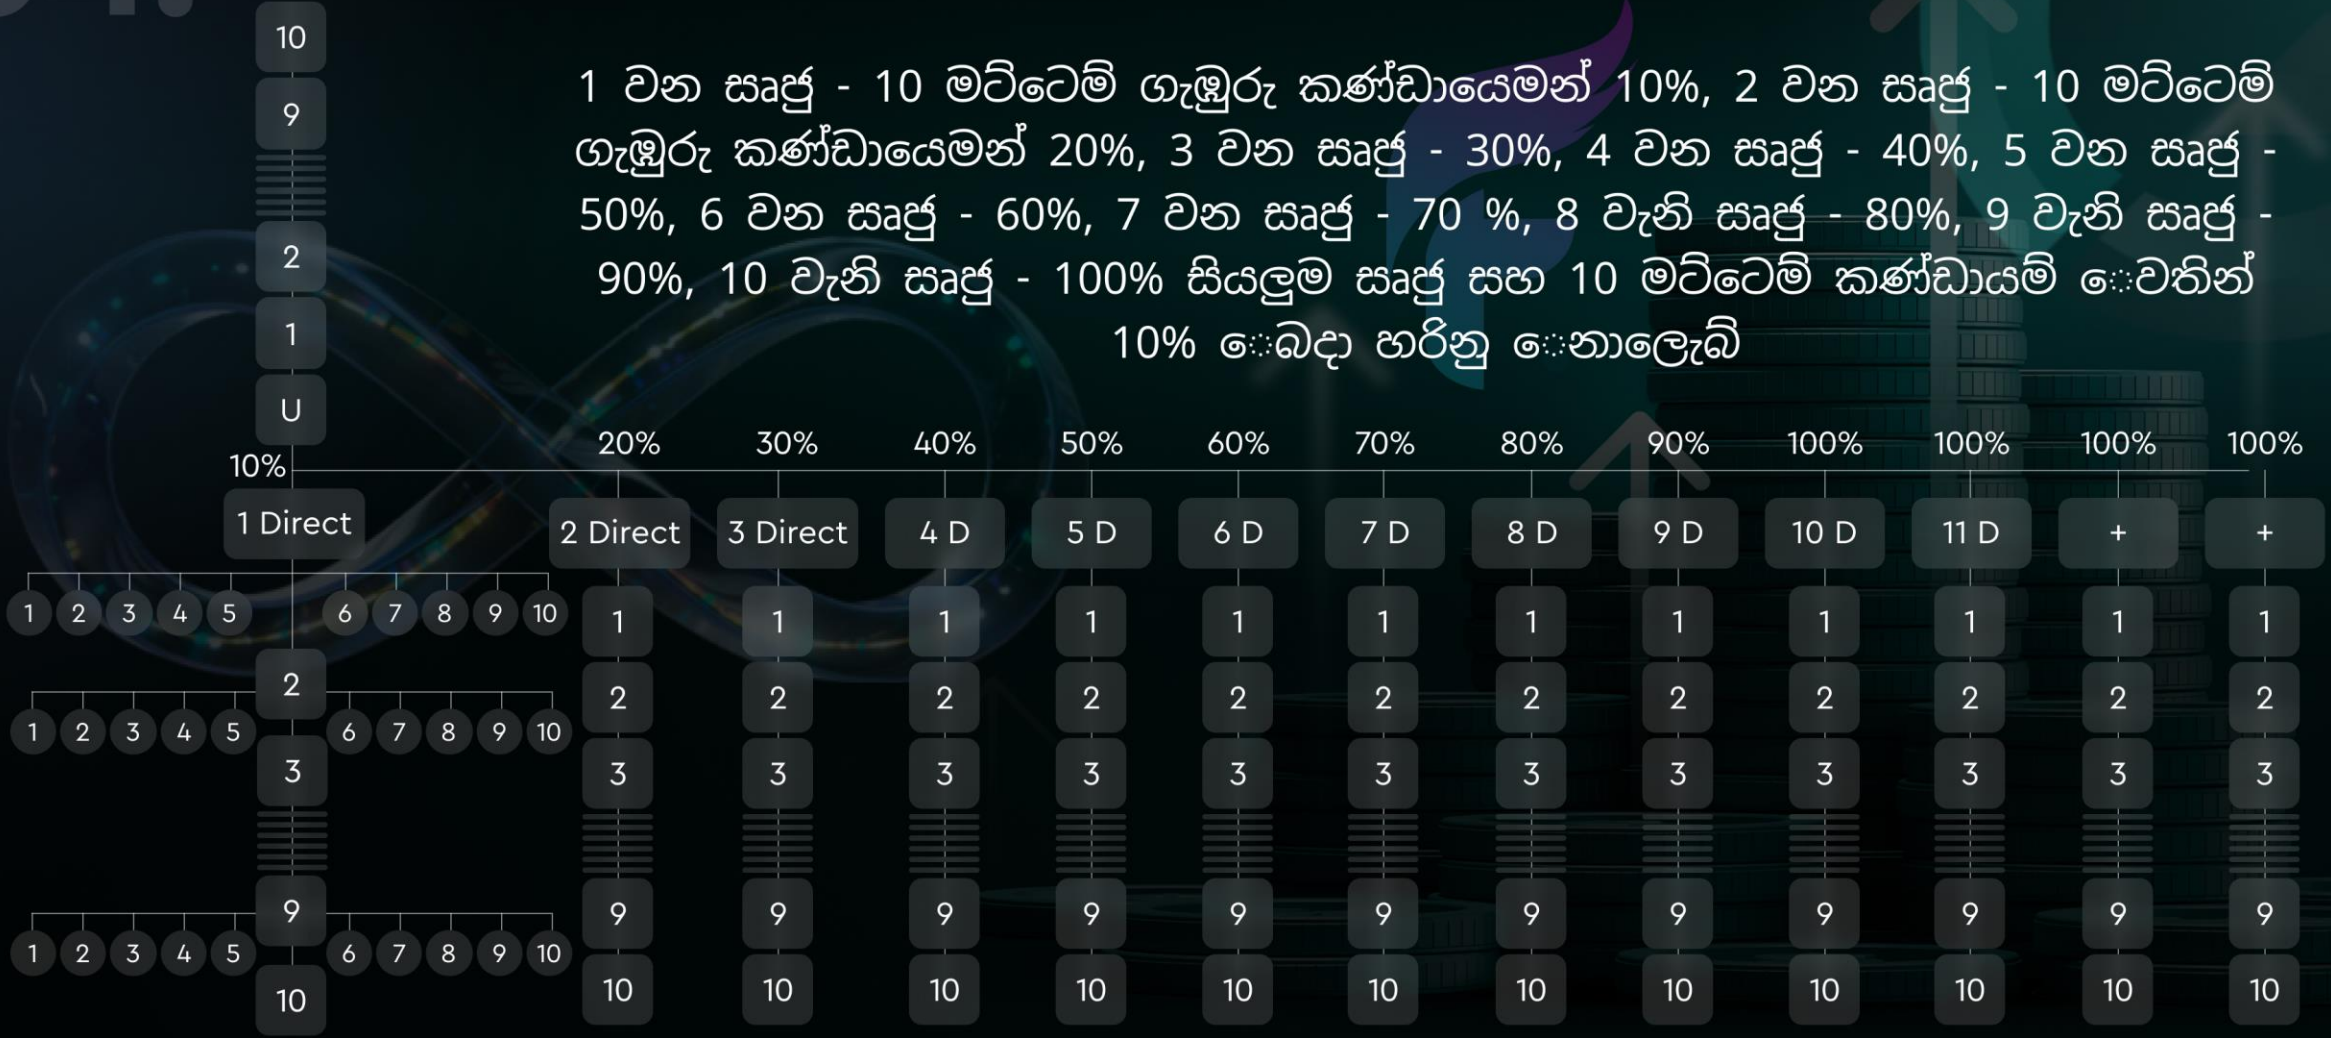 10
9
2
1
U
1 වන සෘජු - 10 මට්ටෙම් ගැඹුරු කණ්ඩායෙමන් 10%, 2 වන සෘජු - 10 මට්ටෙම්
ගැඹුරු කණ්ඩායෙමන් 20%, 3 වන සෘජු - 30%, 4 වන සෘජු - 40%, 5 වන සෘජු -
50%, 6 වන සෘජු - 60%, 7 වන සෘජු - 70 %, 8 වැනි සෘජු - 80%, 9 වැනි සෘජු -
90%, 10 වැනි සෘජු - 100% සියලුම සෘජු සහ 10 මට්ටෙම් කණ්ඩායම් ෙවතින්
10% ෙබදා හරිනු ෙනාලැෙබ්
10% 20% 30% 40% 50% 60% 70% 80% 90% 100% 100% 100% 100%
1 Direct 2 Direct 3 Direct 4 D 5 D 6 D 7 D 8 D 9 D 10 D 11 D + +
1 2 3 4 5 6 7 8 9 10 1 1 1 1 1 1 1 1 1 1 1 1
2 2 2 2 2 2 2 2 2 2 2 2 2
1 2 3 4 5 6 7 8 9 10
3 3 3 3 3 3 3 3 3 3 3 3 3
9 9 9 9 9 9 9 9 9 9 9 9 9
1 2 3 4 5 6 7 8 9 10
10 10 10 10 10 10 10 10 10 10 10 10 10